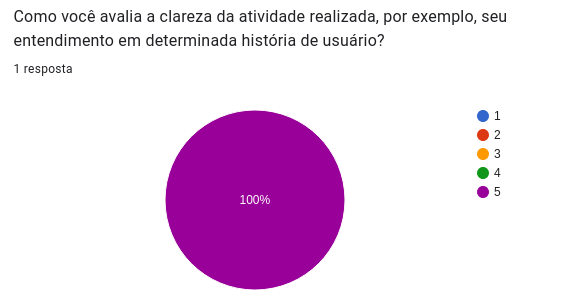 Como você avalia a clareza da atividade realizada, por exemplo, seu
entendimento em determinada história de usuário?
1 resposta
100%
1
2
3
4
5